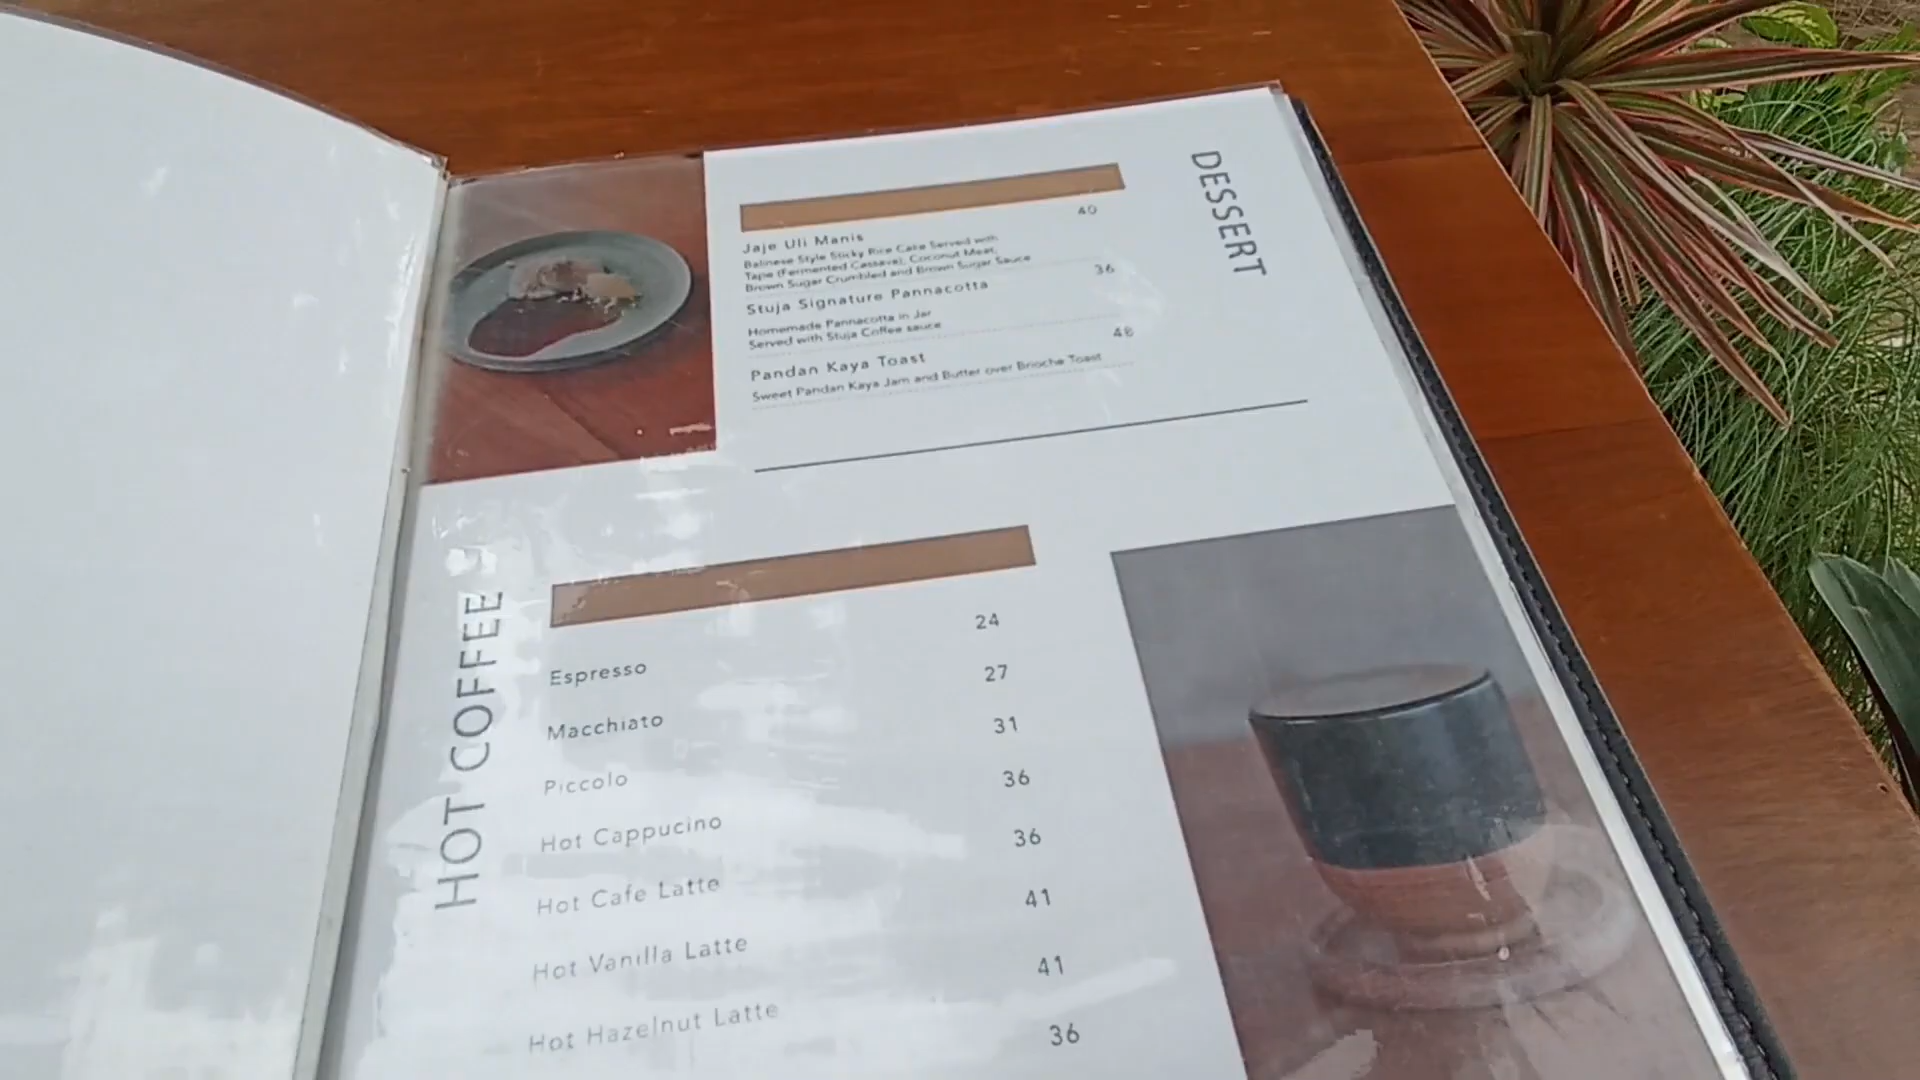 DESSERT
Jaje Uli Manis 40
Balinese Style Sticky Rice Cake Served with
Tape (Fermented Cassava), Coconut Meat,
Brown Sugar Crumbled and Brown Sugar Sauce
Stuja Signature Pannacotta 36
Homemade Pannacotta in Jar
Served with Stuja Coffee sauce
Pandan Kaya Toast 48
Sweet Pandan Kaya Jam and Butter over Brioche Toast
HOT COFFEE
Espresso 24
Macchiato 27
Piccolo 31
Hot Cappucino 36
Hot Cafe Latte 36
Hot Vanilla Latte 41
Hot Hazelnut Latte 41
36